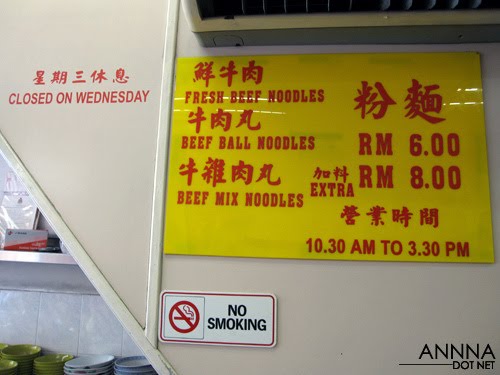 星期三休息
CLOSED ON WEDNESDAY
鮮牛肉
FRESH BEEF NOODLES
牛肉丸
BEEF BALL NOODLES
牛雜肉丸
BEEF MIX NOODLES
粉麵
RM 6.00
加料
EXTRA RM 8.00
營業時間
10.30 AM TO 3.30 PM
NO
SMOKING
ANNNA
DOT NET